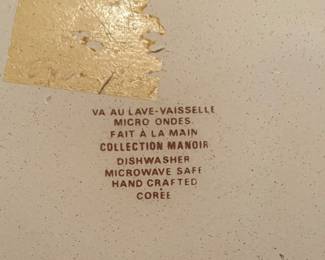 VA AU LAVE-VAISSELLE
MICRO ONDES.
FAIT À LA MAIN
COLLECTION MANOIR
DISHWASHER
MICROWAVE SAFE
HAND CRAFTED
CORÉE